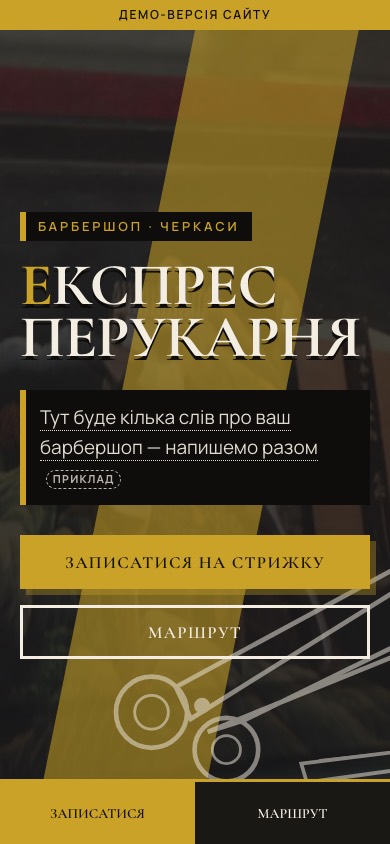 ДЕМО-ВЕРСІЯ САЙТУ
БАРБЕРШОП · ЧЕРКАСИ
ЕКСПРЕС
ПЕРУКАРНЯ
Тут буде кілька слів про ваш
барбершоп — напишемо разом
ПРИКЛАД
ЗАПИСАТИСЯ НА СТРИЖКУ
МАРШРУТ
ЗАПИСАТИСЯ
МАРШРУТ